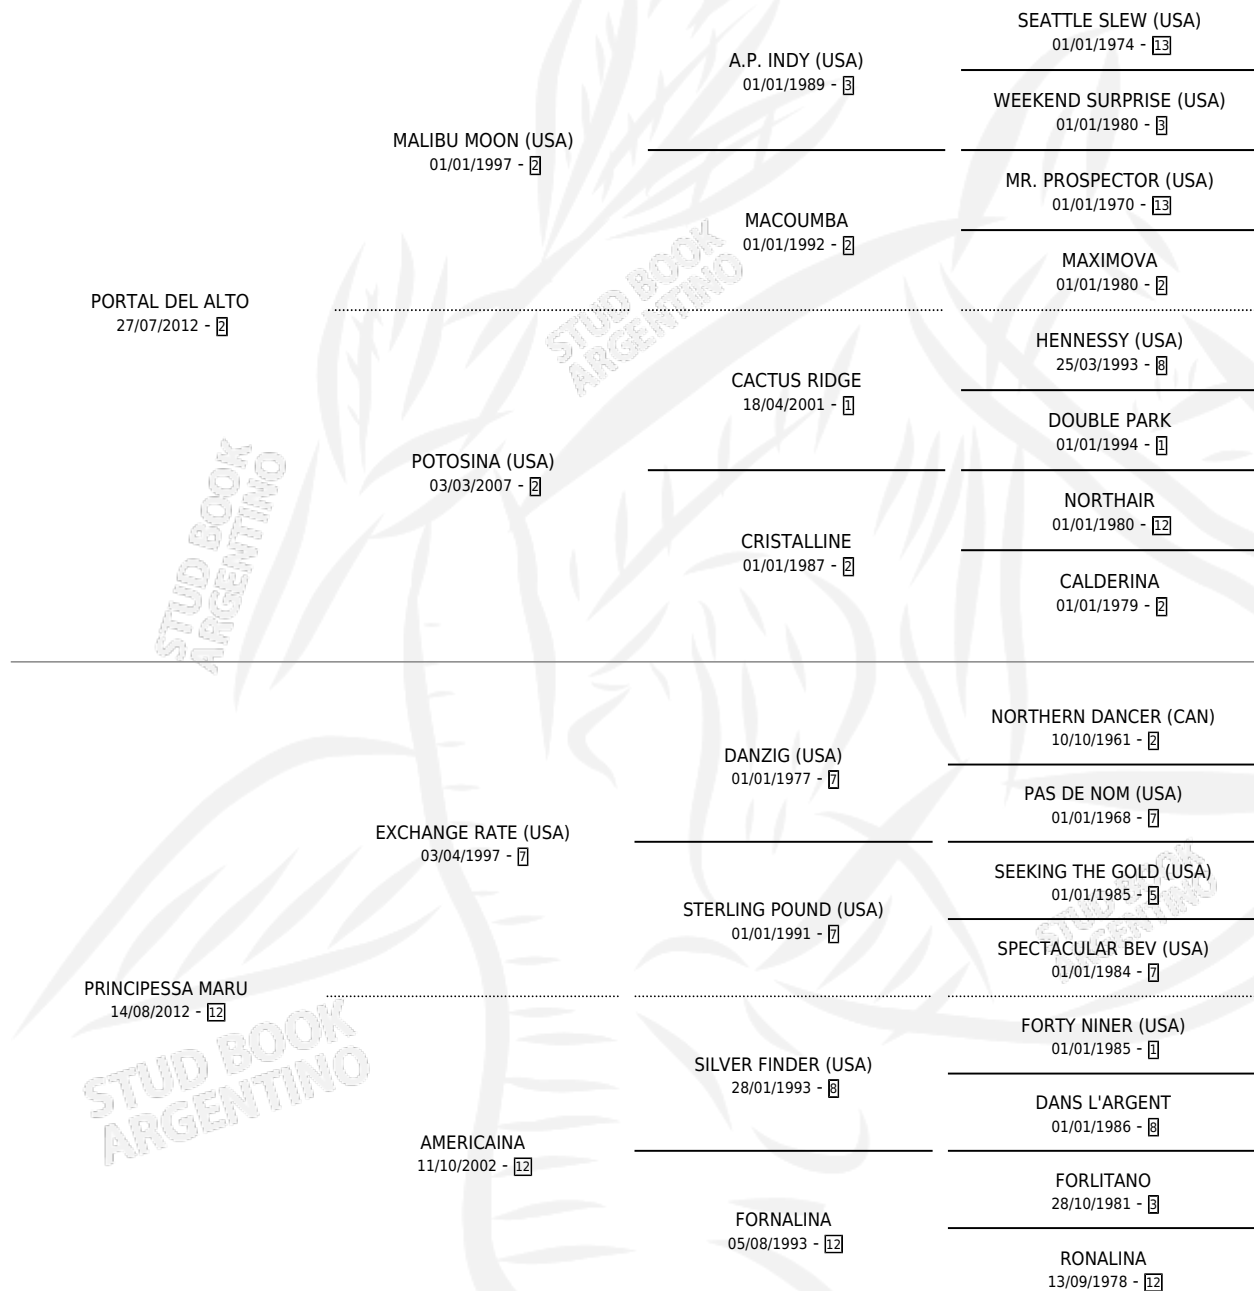 SEATTLE SLEW (USA)
01/01/1974 - 13
A.P. INDY (USA)
01/01/1989 - 3
WEEKEND SURPRISE (USA)
01/01/1980 - 3
MALIBU MOON (USA)
01/01/1997 - 2
MR. PROSPECTOR (USA)
01/01/1970 - 13
MACOUMBA
01/01/1992 - 2
MAXIMOVA
01/01/1980 - 2
PORTAL DEL ALTO
27/07/2012 - 2
HENNESSY (USA)
25/03/1993 - 8
CACTUS RIDGE
18/04/2001 - 1
DOUBLE PARK
01/01/1994 - 1
POTOSINA (USA)
03/03/2007 - 2
NORTHAIR
01/01/1980 - 12
CRISTALLINE
01/01/1987 - 2
CALDERINA
01/01/1979 - 2
NORTHERN DANCER (CAN)
10/10/1961 - 2
DANZIG (USA)
01/01/1977 - 7
PAS DE NOM (USA)
01/01/1968 - 7
EXCHANGE RATE (USA)
03/04/1997 - 7
SEEKING THE GOLD (USA)
01/01/1985 - 5
STERLING POUND (USA)
01/01/1991 - 7
SPECTACULAR BEV (USA)
01/01/1984 - 7
PRINCIPESSA MARU
14/08/2012 - 12
FORTY NINER (USA)
01/01/1985 - 1
SILVER FINDER (USA)
28/01/1993 - 8
DANS L'ARGENT
01/01/1986 - 8
AMERICAINA
11/10/2002 - 12
FORLITANO
28/10/1981 - 3
FORNALINA
05/08/1993 - 12
RONALINA
13/09/1978 - 12
STUD BOOK
ARGENTINO
STUD BOOK
ARGENTINO
STUD BOOK
ARGENTINO
STUD BOOK
ARGENTINO